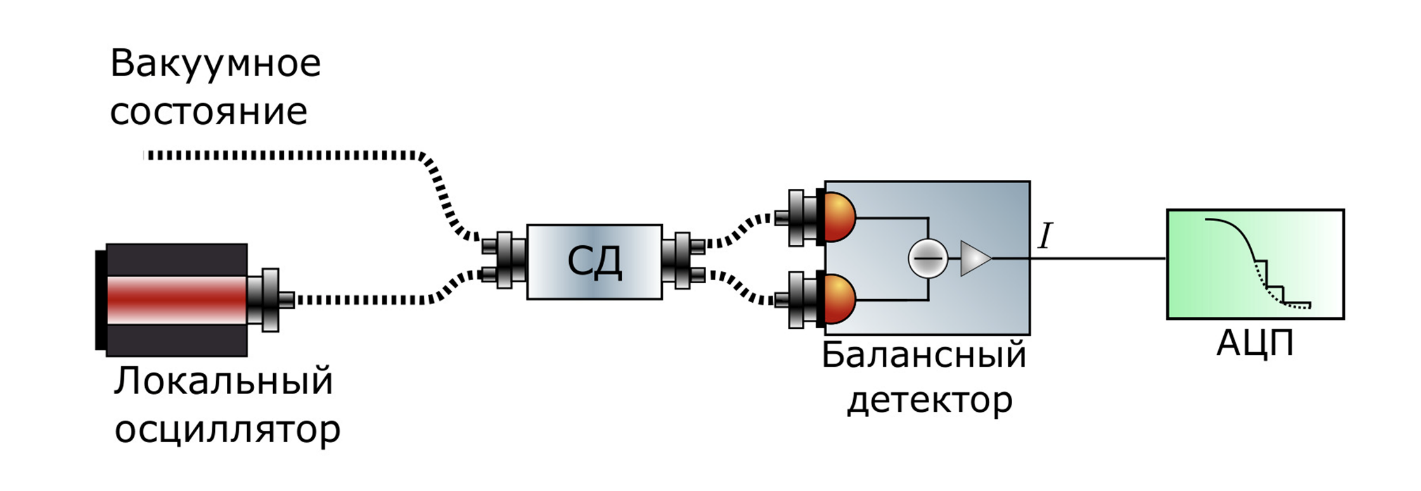 Вакуумное
состояние
Локальный
осциллятор
СД
Балансный
детектор
I
АЦП